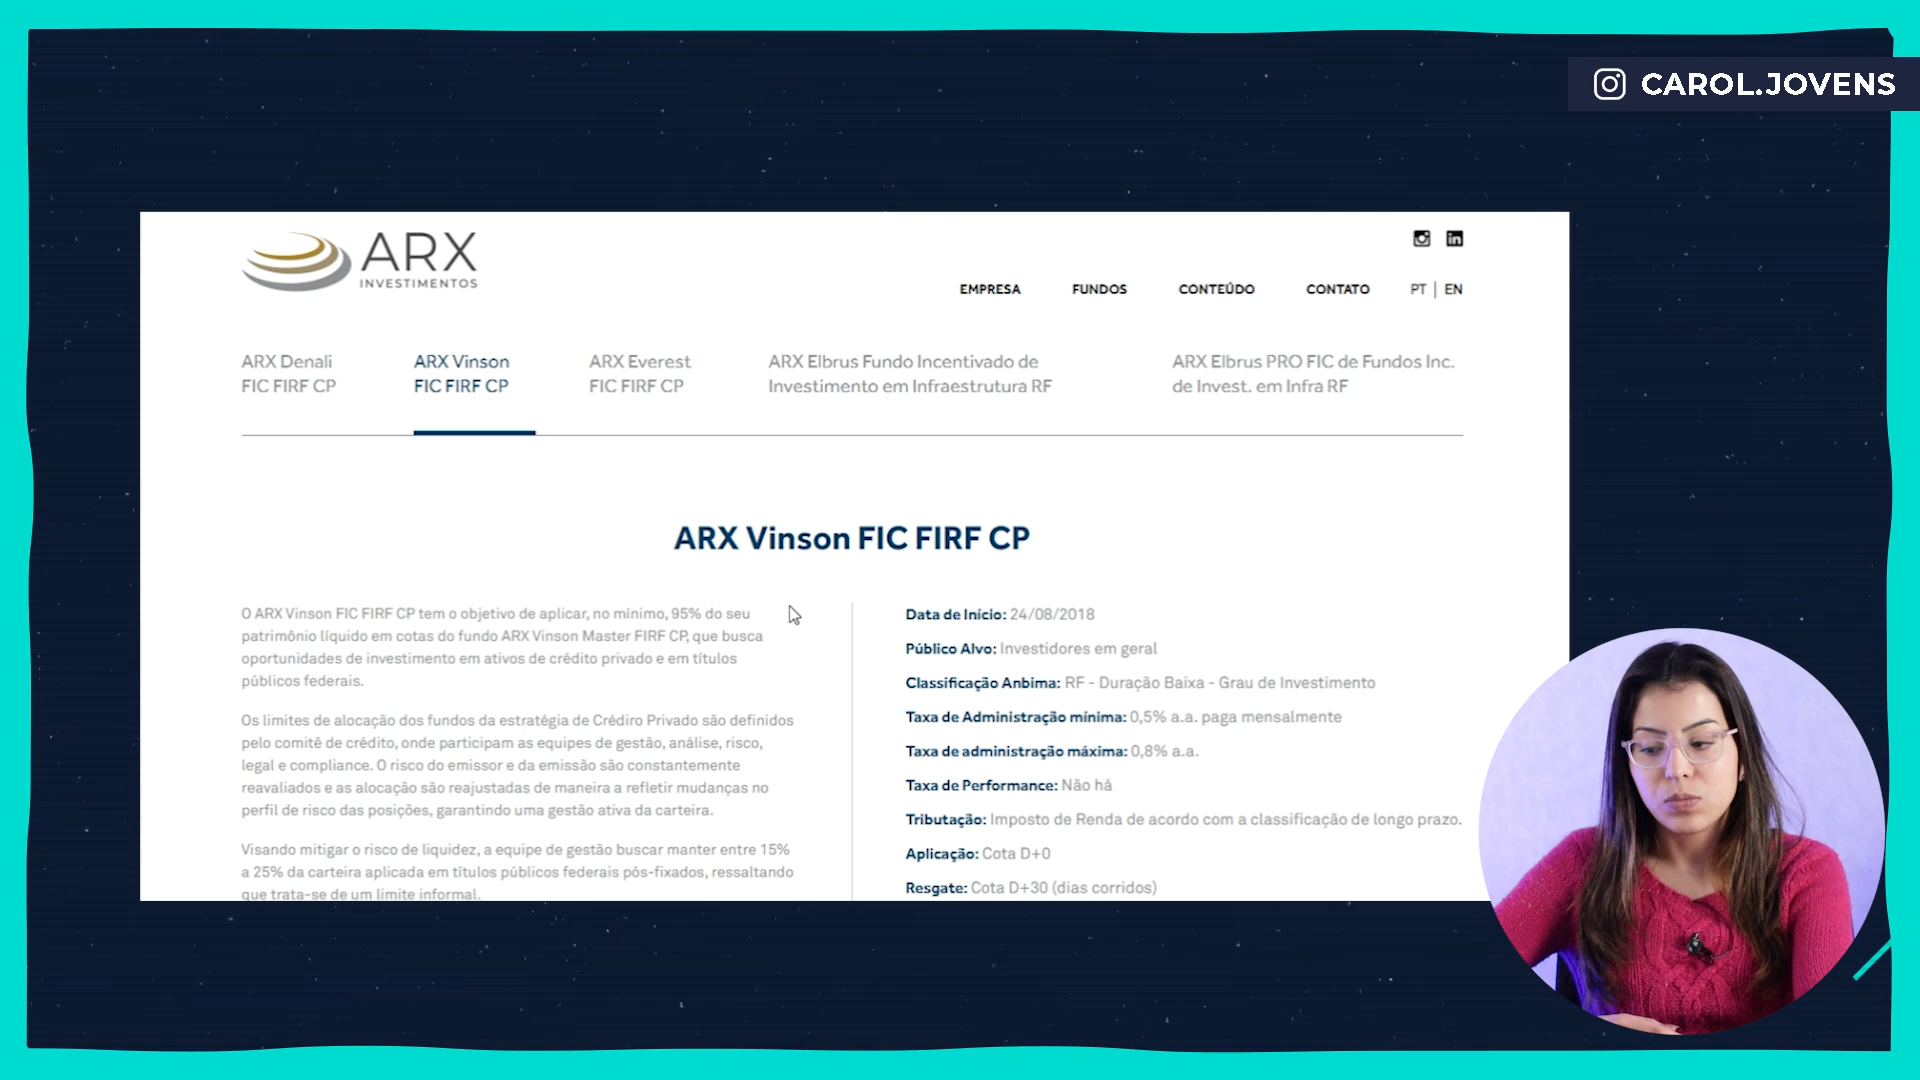 CAROL.JOVENS
ARX
INVESTIMENTOS
EMPRESA FUNDOS CONTEÚDO CONTATO PT | EN
ARX Denali
FIC FIRF CP
ARX Vinson
FIC FIRF CP
ARX Everest
FIC FIRF CP
ARX Elbrus Fundo Incentivado de
Investimento em Infraestrutura RF
ARX Elbrus PRO FIC de Fundos Inc.
de Invest. em Infra RF
ARX Vinson FIC FIRF CP
O ARX Vinson FIC FIRF CP tem o objetivo de aplicar, no mínimo, 95% do seu
patrimônio líquido em cotas do fundo ARX Vinson Master FIRF CP, que busca
oportunidades de investimento em ativos de crédito privado e em títulos
públicos federais.
Os limites de alocação dos fundos da estratégia de Crédiro Privado são definidos
pelo comitê de crédito, onde participam as equipes de gestão, análise, risco,
legal e compliance. O risco do emissor e da emissão são constantemente
reavaliados e as alocação são reajustadas de maneira a refletir mudanças no
perfil de risco das posições, garantindo uma gestão ativa da carteira.
Visando mitigar o risco de liquidez, a equipe de gestão buscar manter entre 15%
a 25% da carteira aplicada em títulos públicos federais pós-fixados, ressaltando
que trata-se de um limite informal.
Data de Início: 24/08/2018
Público Alvo: Investidores em geral
Classificação Anbima: RF - Duração Baixa - Grau de Investimento
Taxa de Administração mínima: 0,5% a.a. paga mensalmente
Taxa de administração máxima: 0,8% a.a.
Taxa de Performance: Não há
Tributação: Imposto de Renda de acordo com a classificação de longo prazo.
Aplicação: Cota D+0
Resgate: Cota D+30 (dias corridos)